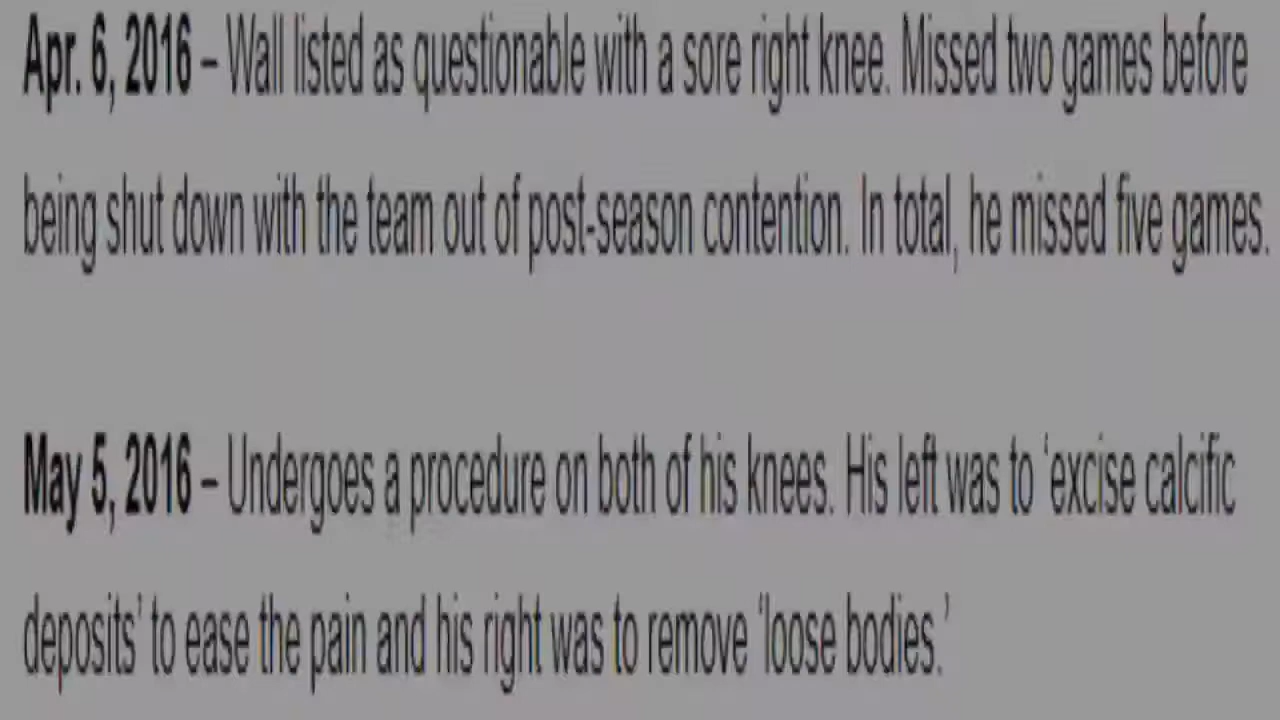 Apr. 6, 2016 – Wall listed as questionable with a sore right knee. Missed two games before
being shut down with the team out of post-season contention. In total, he missed five games.
May 5, 2016 – Undergoes a procedure on both of his knees. His left was to ‘excise calcific
deposits’ to ease the pain and his right was to remove ‘loose bodies.’